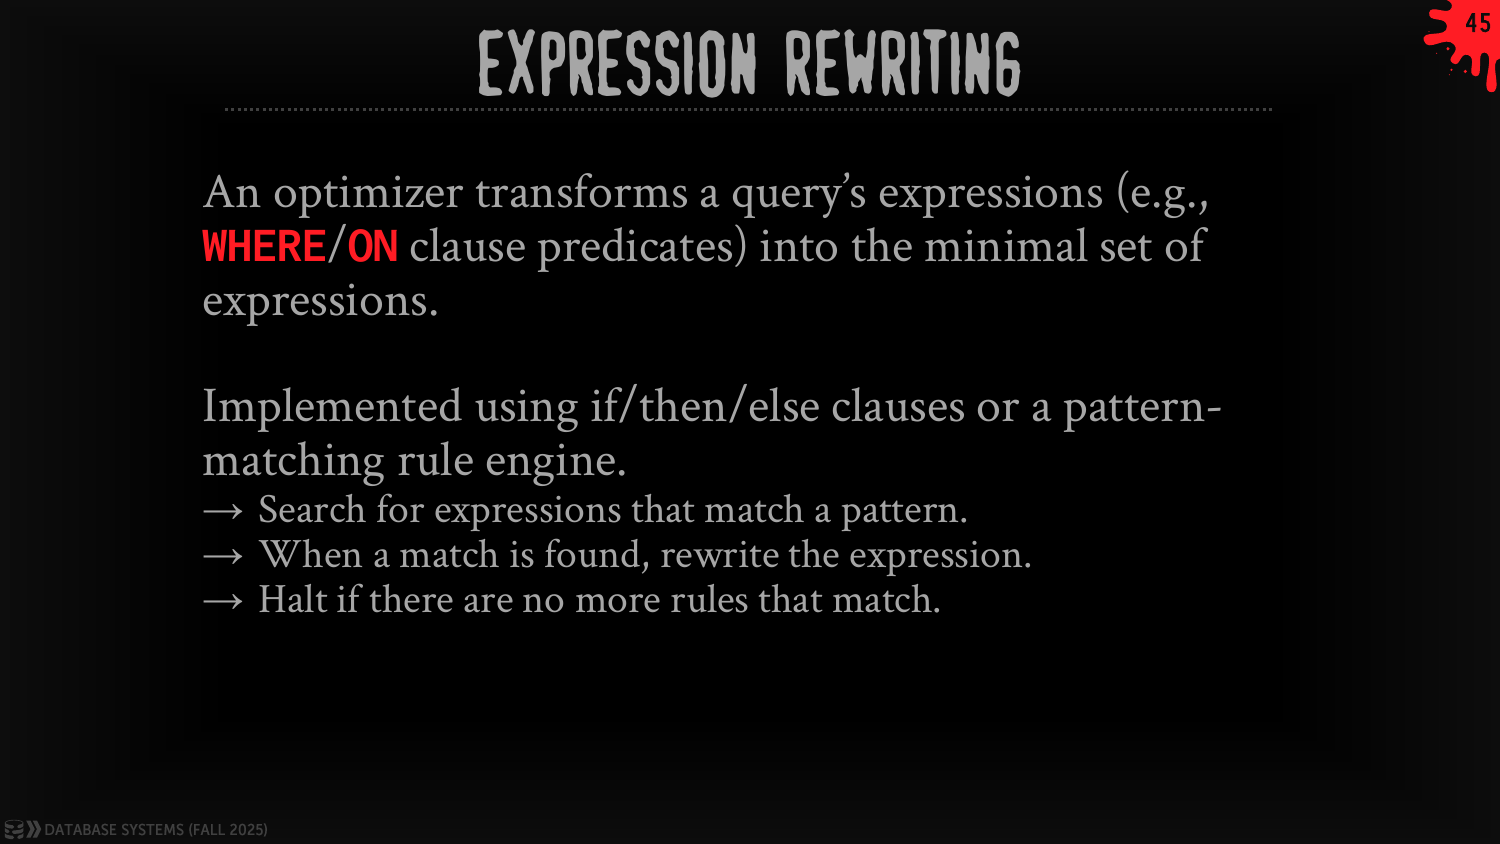 EXPRESSION REWRITING
45
An optimizer transforms a query’s expressions (e.g.,
WHERE/ON clause predicates) into the minimal set of
expressions.
Implemented using if/then/else clauses or a pattern-
matching rule engine.
→ Search for expressions that match a pattern.
→ When a match is found, rewrite the expression.
→ Halt if there are no more rules that match.
DATABASE SYSTEMS (FALL 2025)